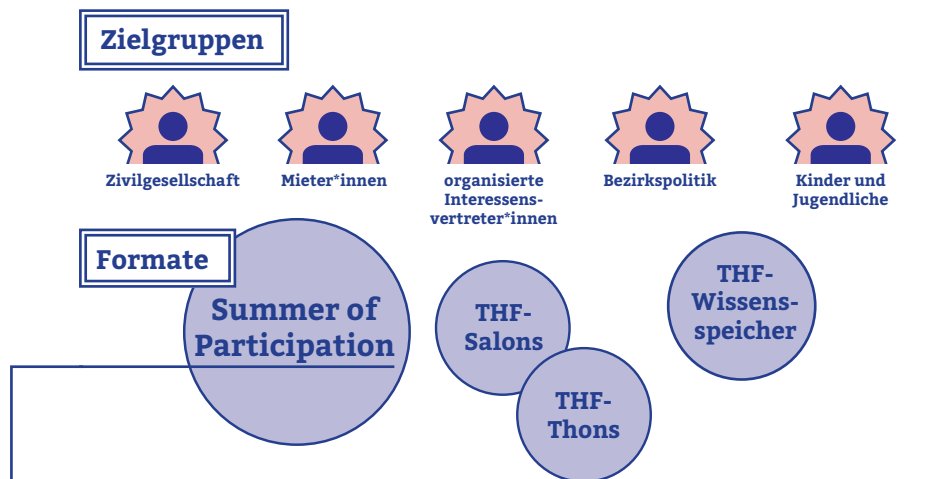 Zielgruppen
Zivilgesellschaft
Mieter*innen
organisierte
Interessens-
vertreter*innen
Bezirkspolitik
Kinder und
Jugendliche
Formate
Summer of
Participation
THF-
Salons
THF-
Thons
THF-
Wissens-
speicher